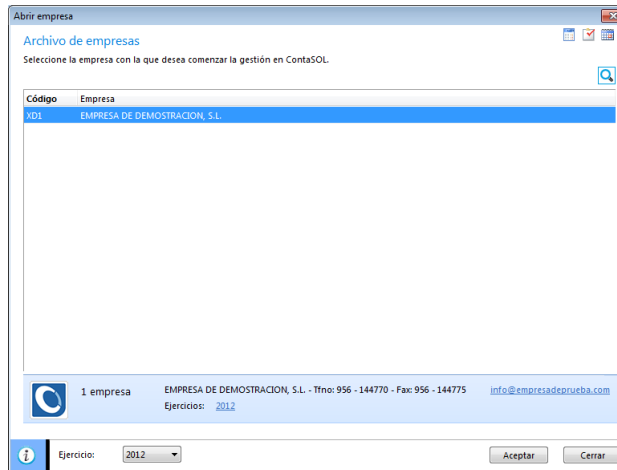 Abrir empresa
Archivo de empresas
Seleccione la empresa con la que desea comenzar la gestión en ContaSOL.
Código Empresa
XD1 EMPRESA DE DEMOSTRACION, S.L.
1 empresa EMPRESA DE DEMOSTRACION, S.L. - Tfno: 956 - 144770 - Fax: 956 - 144775 info@empresadeprueba.com
Ejercicios: 2012
Ejercicio: 2012 Aceptar Cerrar